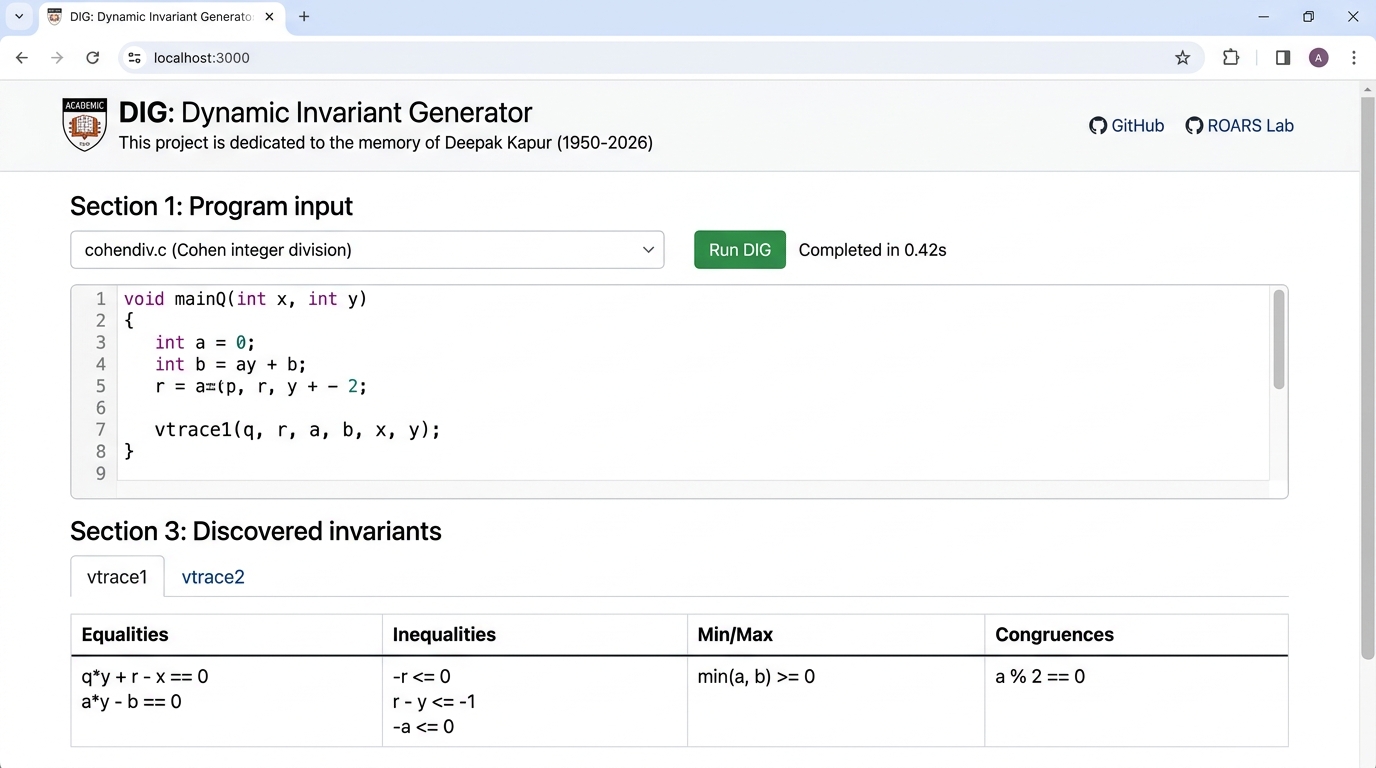 DIG: Dynamic Invariant Generato
localhost:3000
A
ACADEMIC
DIG: Dynamic Invariant Generator
This project is dedicated to the memory of Deepak Kapur (1950-2026)
GitHub
ROARS Lab
Section 1: Program input
cohendiv.c (Cohen integer division)
Run DIG
Completed in 0.42s
1 void mainQ(int x, int y)
2 {
3 int a = 0;
4 int b = ay + b;
5 r = a=(p, r, y + - 2;
6
7 vtrace1(q, r, a, b, x, y);
8 }
9
Section 3: Discovered invariants
vtrace1 vtrace2
Equalities Inequalities Min/Max Congruences
q*y + r - x == 0 -r <= 0 min(a, b) >= 0 a % 2 == 0
a*y - b == 0 r - y <= -1
-a <= 0